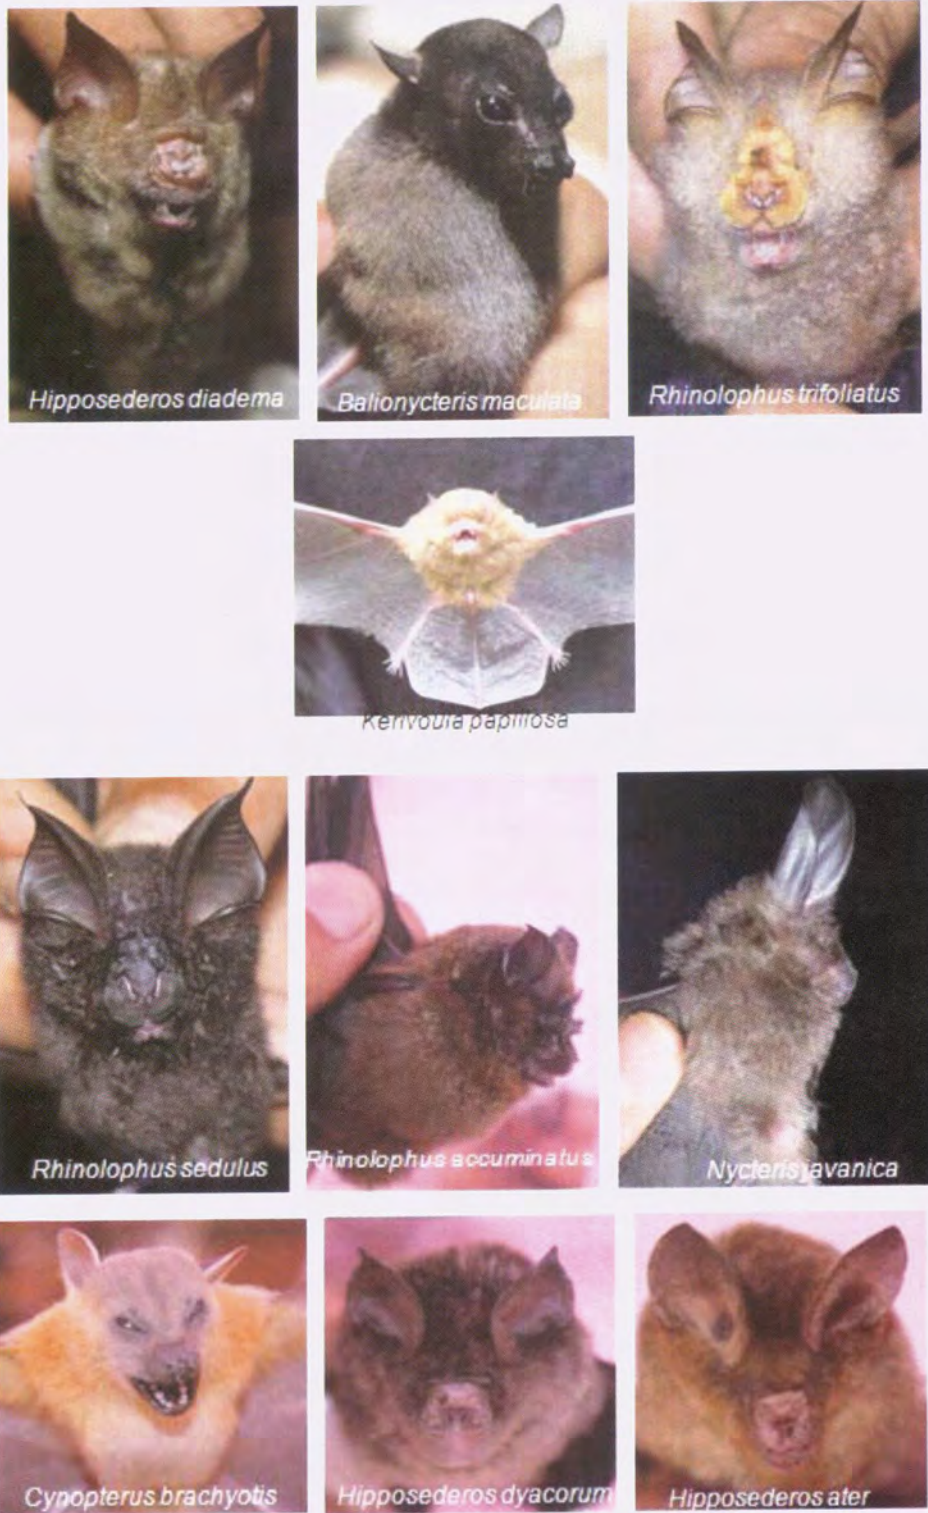 Hipposederos diadema
Balionycteris maculata
Rhinolophus trifoliatus
Kerivoula papillosa
Rhinolophus sedulus
Rhinolophus accuminatus
Nycteris javanica
Cynopterus brachyotis
Hipposederos dyacorum
Hipposederos ater